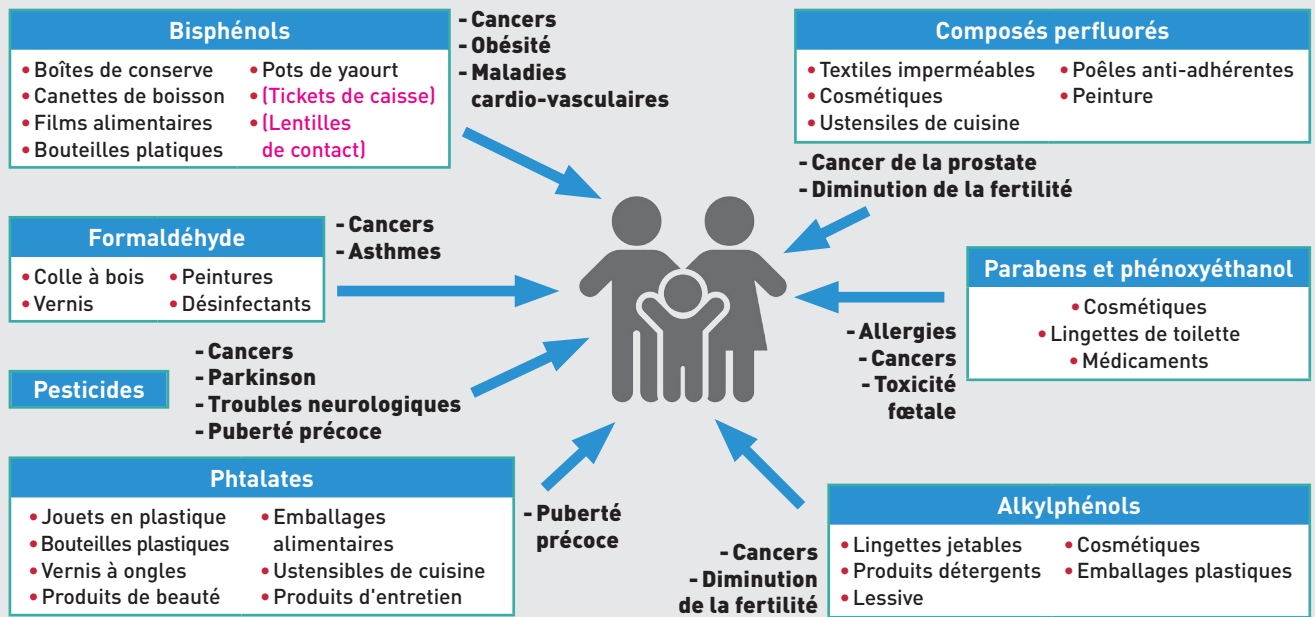 Bisphénols
• Boîtes de conserve
• Canettes de boisson
• Films alimentaires
• Bouteilles platiques
• Pots de yaourt
• (Tickets de caisse)
• (Lentilles
de contact)
- Cancers
- Obésité
- Maladies
cardio-vasculaires
Composés perfluorés
• Textiles imperméables
• Cosmétiques
• Ustensiles de cuisine
• Poêles anti-adhérentes
• Peinture
- Cancer de la prostate
- Diminution de la fertilité
Formaldéhyde
• Colle à bois
• Vernis
• Peintures
• Désinfectants
- Cancers
- Asthmes
Parabens et phénoxyéthanol
• Cosmétiques
• Lingettes de toilette
• Médicaments
- Allergies
- Cancers
- Toxicité
fœtale
Pesticides
- Cancers
- Parkinson
- Troubles neurologiques
- Puberté précoce
Phtalates
• Jouets en plastique
• Bouteilles plastiques
• Vernis à ongles
• Produits de beauté
• Emballages
alimentaires
• Ustensibles de cuisine
• Produits d'entretien
- Puberté
précoce
Alkylphénols
• Lingettes jetables
• Produits détergents
• Lessive
• Cosmétiques
• Emballages plastiques
- Cancers
- Diminution
de la fertilité